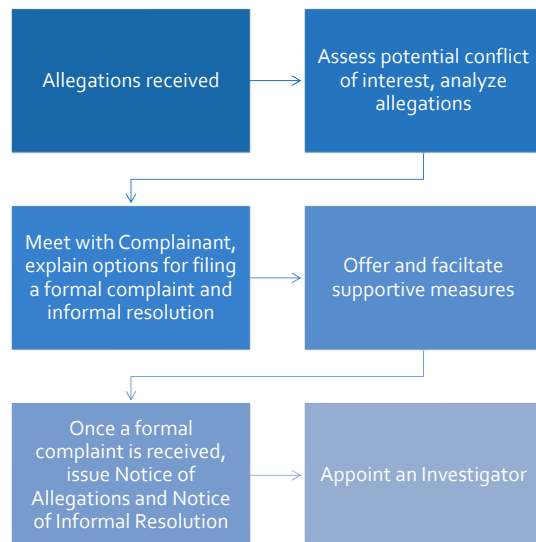 Allegations received
Assess potential conflict
of interest, analyze
allegations
Meet with Complainant,
explain options for filing
a formal complaint and
informal resolution
Offer and faciltate
supportive measures
Once a formal
complaint is received,
issue Notice of
Allegations and Notice
of Informal Resolution
Appoint an Investigator